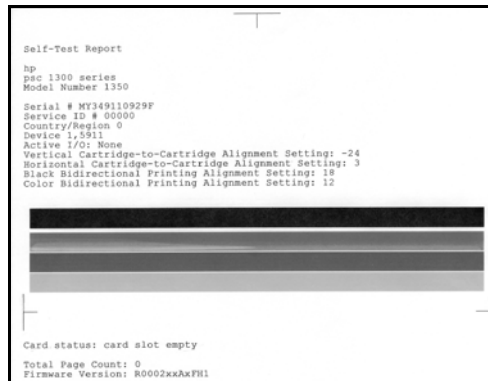 Self-Test Report
hp
psc 1300 series
Model Number 1350
Serial # MY349110929F
Service ID # 00000
Country/Region 0
Device 1,5911
Active I/O: None
Vertical Cartridge-to-Cartridge Alignment Setting: -24
Horizontal Cartridge-to-Cartridge Alignment Setting: 3
Black Bidirectional Printing Alignment Setting: 18
Color Bidirectional Printing Alignment Setting: 12
Card status: card slot empty
Total Page Count: 0
Firmware Version: R0002xxAxFH1